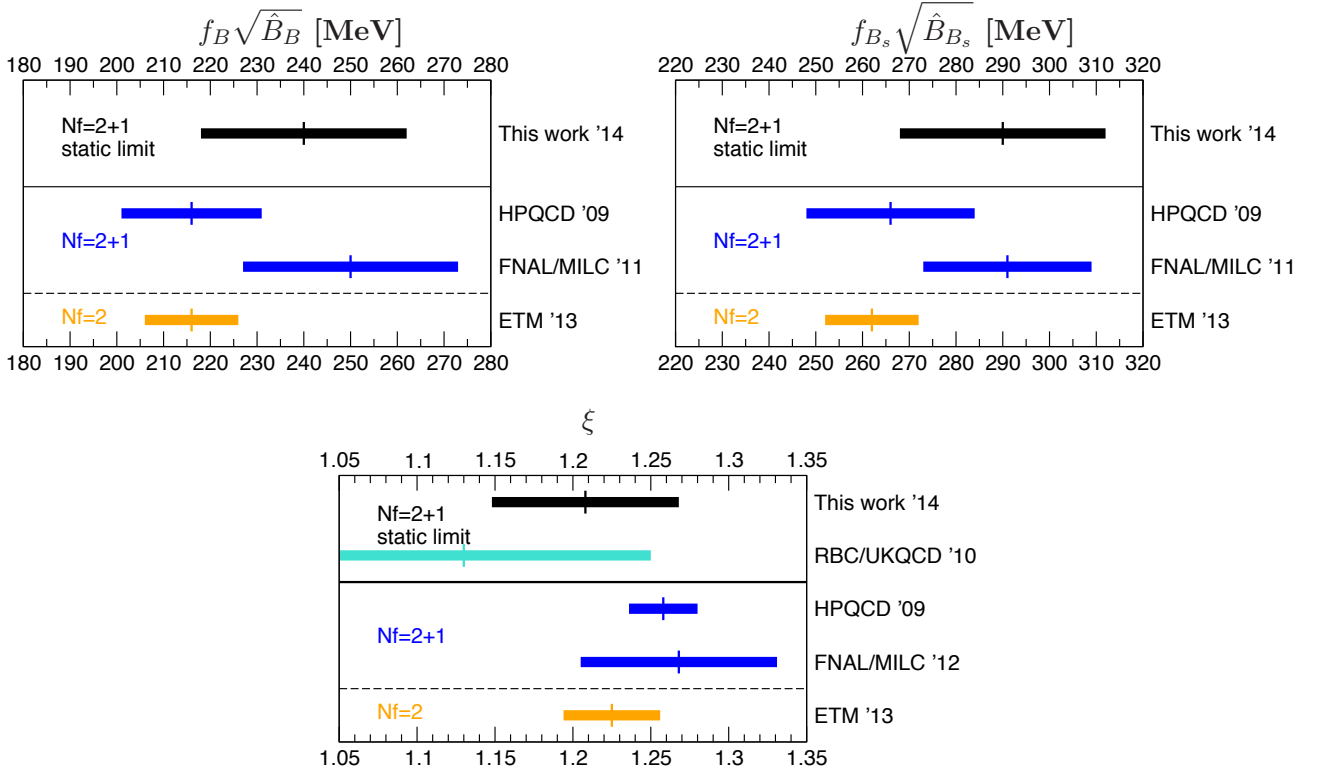 f_B√B̂_B [MeV]
180 190 200 210 220 230 240 250 260 270 280
Nf=2+1
static limit
This work '14
HPQCD '09
Nf=2+1
FNAL/MILC '11
Nf=2
ETM '13
180 190 200 210 220 230 240 250 260 270 280
f_{B_s}√B̂_{B_s} [MeV]
220 230 240 250 260 270 280 290 300 310 320
Nf=2+1
static limit
This work '14
HPQCD '09
Nf=2+1
FNAL/MILC '11
Nf=2
ETM '13
220 230 240 250 260 270 280 290 300 310 320
ξ
1.05 1.1 1.15 1.2 1.25 1.3 1.35
This work '14
Nf=2+1
static limit
RBC/UKQCD '10
HPQCD '09
Nf=2+1
FNAL/MILC '12
Nf=2
ETM '13
1.05 1.1 1.15 1.2 1.25 1.3 1.35